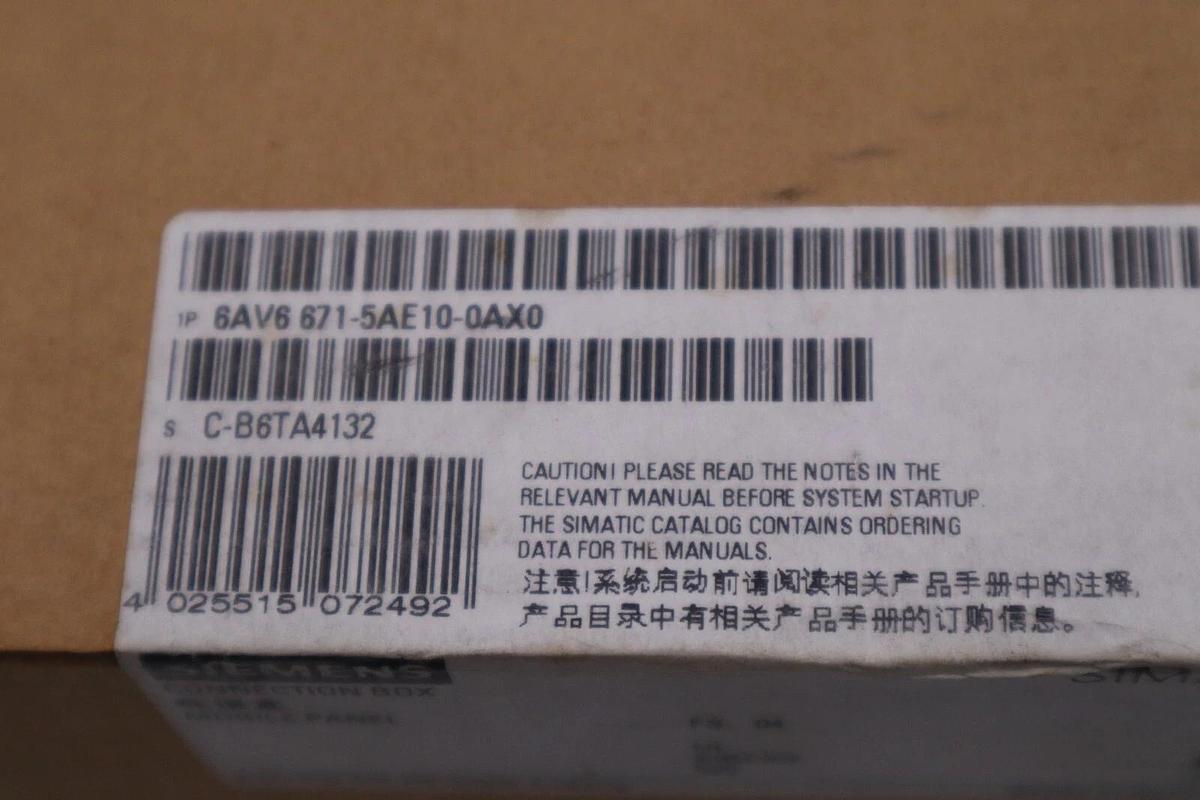 1P 6AV6 671-5AE10-0AX0
S C-B6TA4132
4 025515 072492
CAUTION! PLEASE READ THE NOTES IN THE
RELEVANT MANUAL BEFORE SYSTEM STARTUP.
THE SIMATIC CATALOG CONTAINS ORDERING
DATA FOR THE MANUALS.
注意!系统启动前请阅读相关产品手册中的注释,
产品目录中有相关产品手册的订购信息。
SIEMENS
CONNECTION BOX
MOBILE PANEL
FS: 04